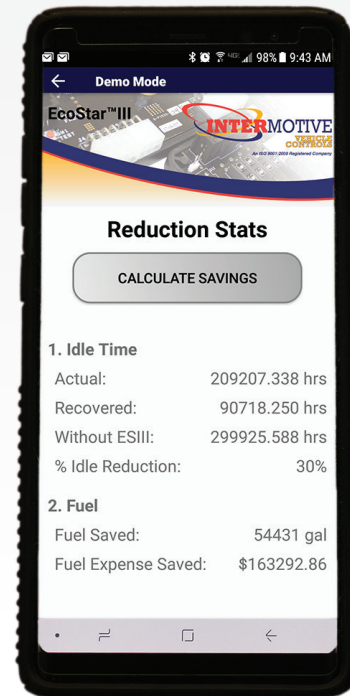 98% 9:43 AM
Demo Mode
EcoStar™III
INTERMOTIVE
VEHICLE
CONTROLS
An ISO 9001:2008 Registered Company
Reduction Stats
CALCULATE SAVINGS
1. Idle Time
Actual: 209207.338 hrs
Recovered: 90718.250 hrs
Without ESIII: 299925.588 hrs
% Idle Reduction: 30%
2. Fuel
Fuel Saved: 54431 gal
Fuel Expense Saved: $163292.86